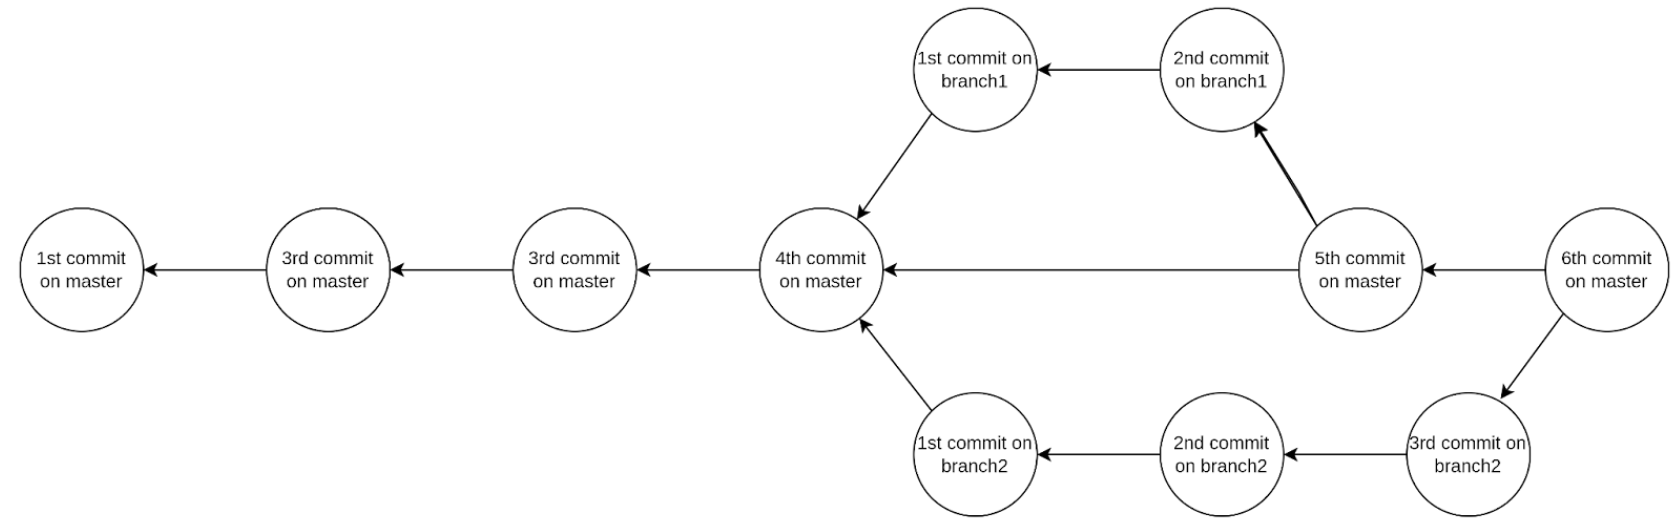 1st commit on
branch1
2nd commit
on branch1
1st commit
on master
3rd commit
on master
3rd commit
on master
4th commit
on master
5th commit
on master
6th commit
on master
1st commit on
branch2
2nd commit
on branch2
3rd commit on
branch2